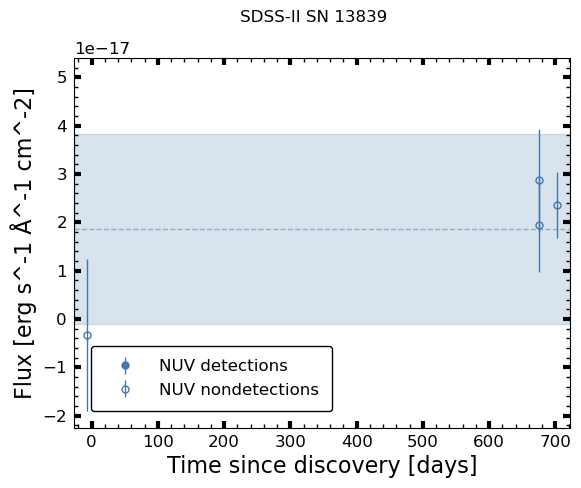 SDSS-II SN 13839
1e−17
5
4
3
2
1
0
−1
−2
Flux [erg s^-1 Å^-1 cm^-2]
NUV detections
NUV nondetections
0 100 200 300 400 500 600 700
Time since discovery [days]